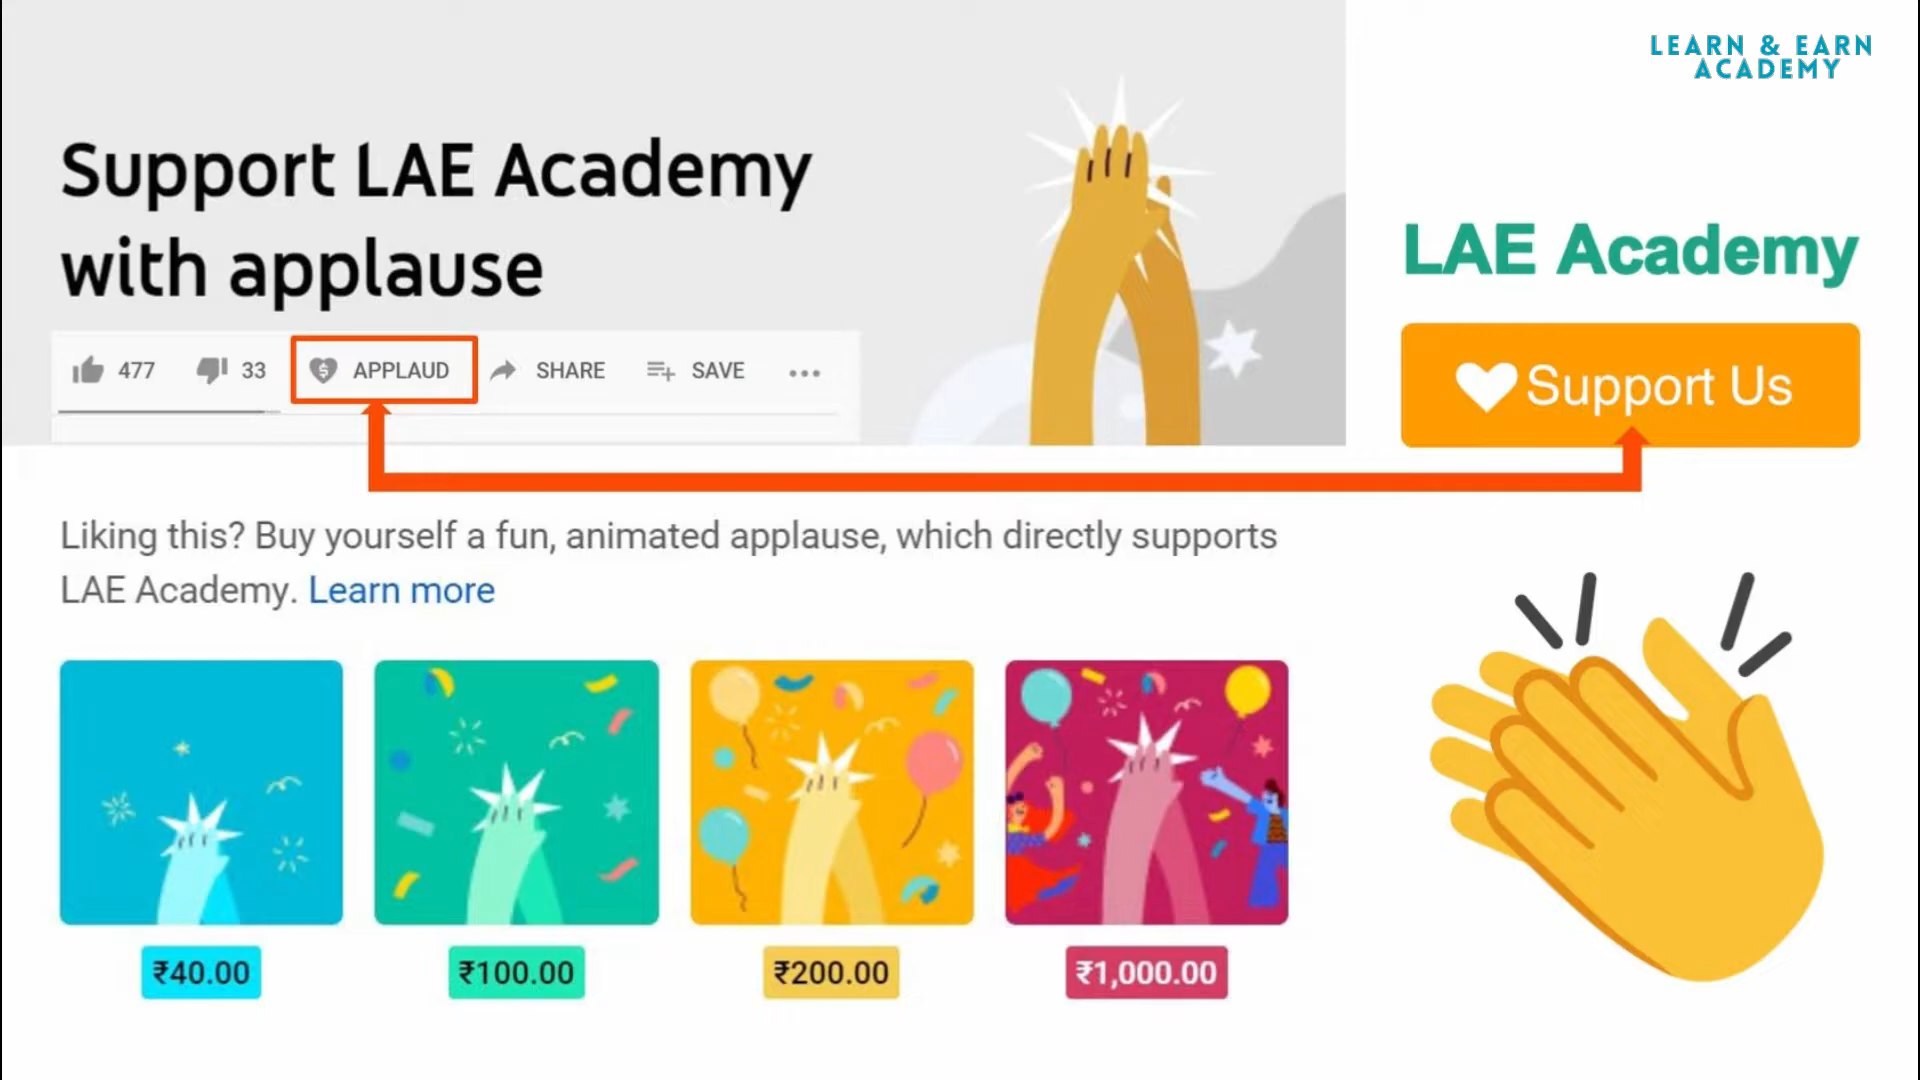 LEARN & EARN
ACADEMY
Support LAE Academy
with applause
477 33 APPLAUD SHARE SAVE
LAE Academy
Support Us
Liking this? Buy yourself a fun, animated applause, which directly supports
LAE Academy. Learn more
₹40.00 ₹100.00 ₹200.00 ₹1,000.00